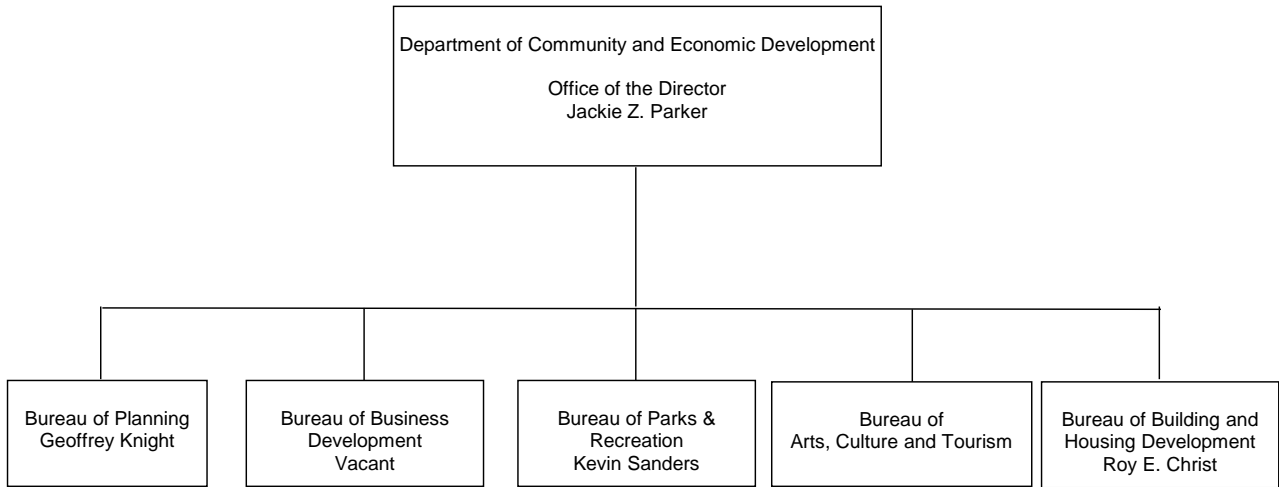 Department of Community and Economic Development
Office of the Director
Jackie Z. Parker
Bureau of Planning
Geoffrey Knight
Bureau of Business
Development
Vacant
Bureau of Parks &
Recreation
Kevin Sanders
Bureau of
Arts, Culture and Tourism
Bureau of Building and
Housing Development
Roy E. Christ